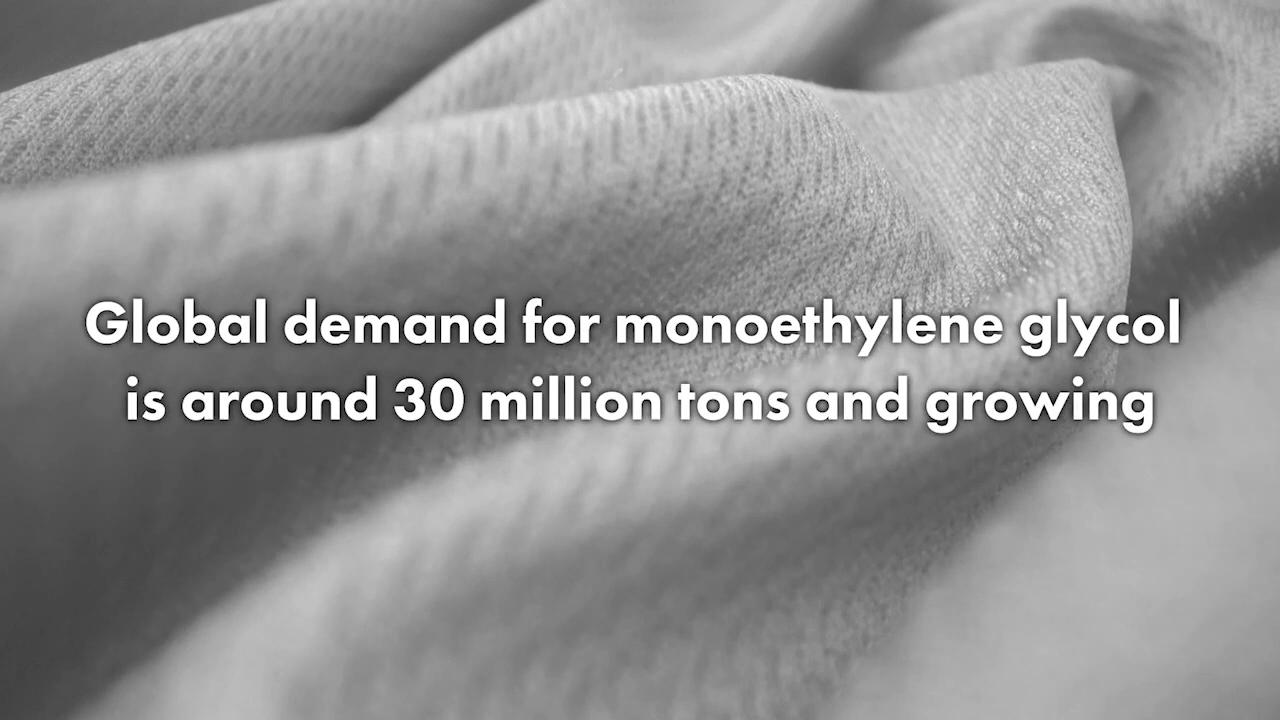 Global demand for monoethylene glycol
is around 30 million tons and growing